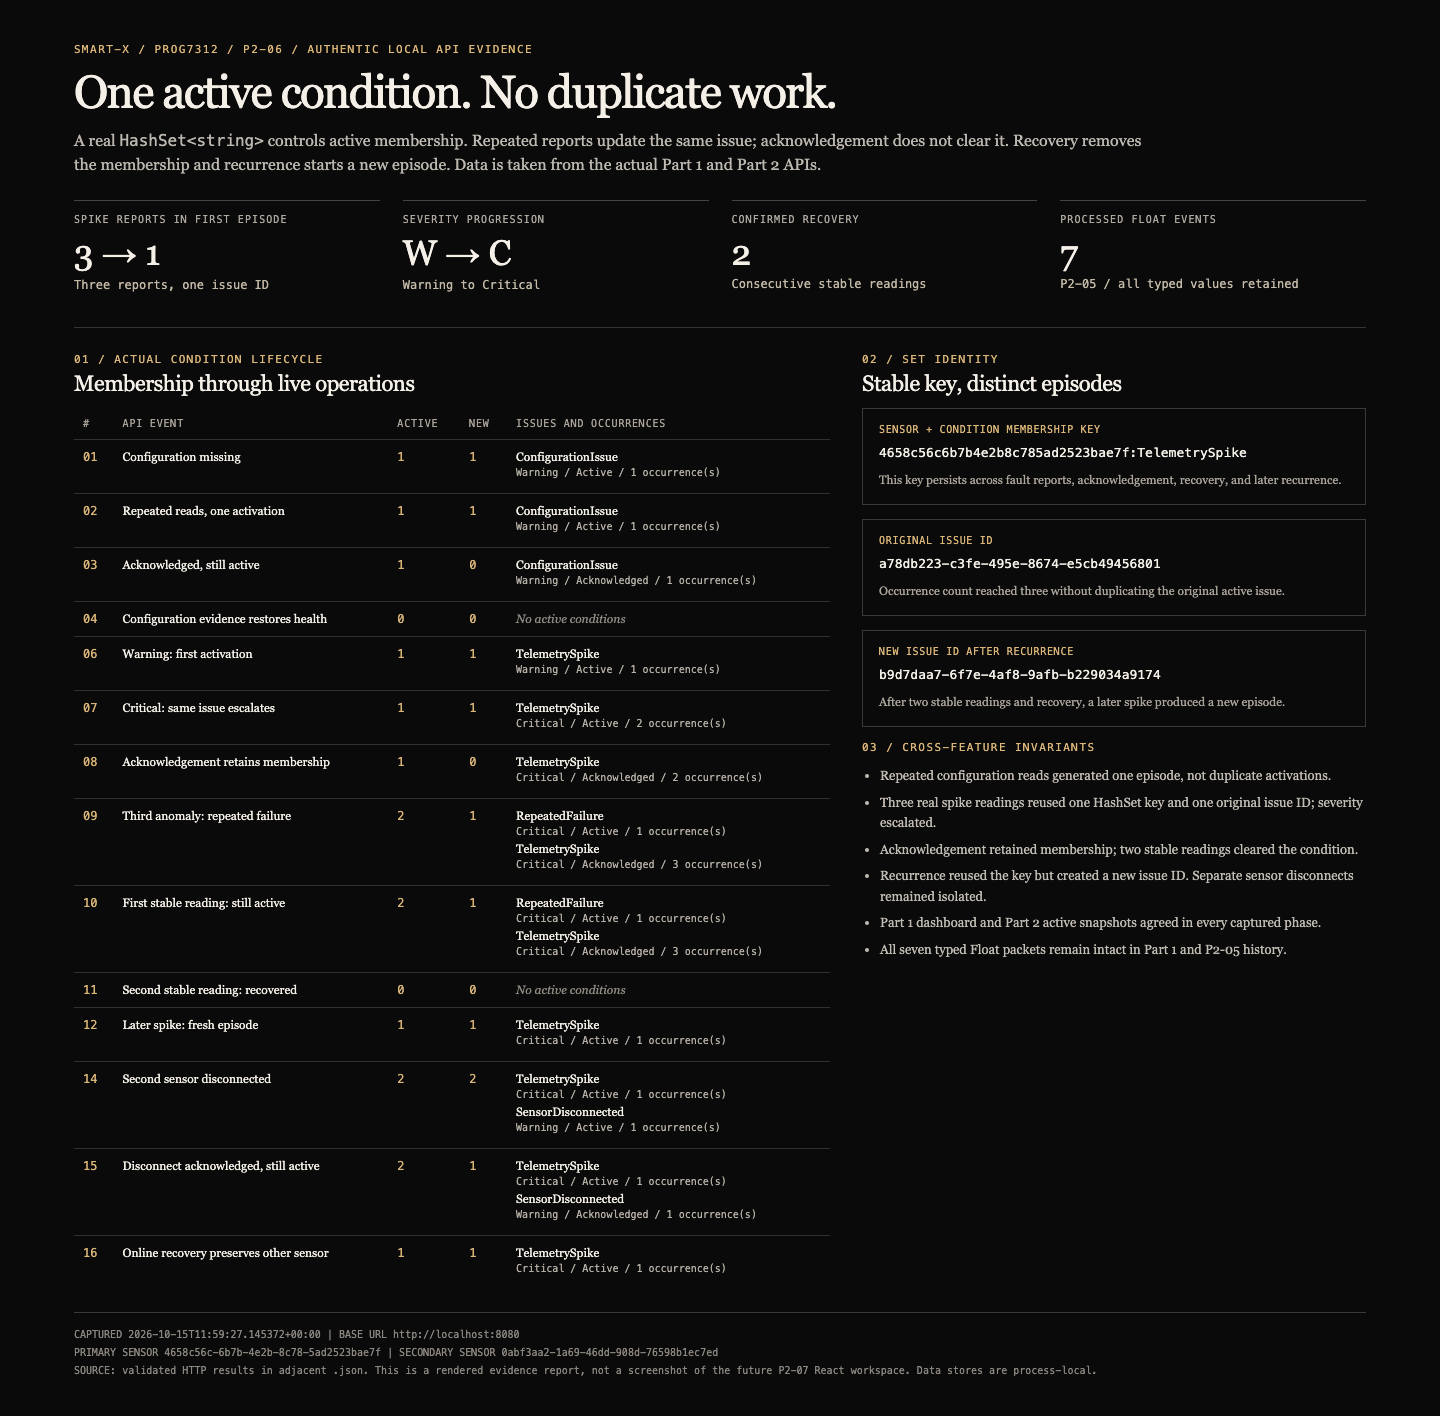 SMART-X / PROG7312 / P2-06 / AUTHENTIC LOCAL API EVIDENCE
One active condition. No duplicate work.
A real HashSet<string> controls active membership. Repeated reports update the same issue; acknowledgement does not clear it. Recovery removes
the membership and recurrence starts a new episode. Data is taken from the actual Part 1 and Part 2 APIs.
SPIKE REPORTS IN FIRST EPISODE
3 → 1
Three reports, one issue ID
SEVERITY PROGRESSION
W → C
Warning to Critical
CONFIRMED RECOVERY
2
Consecutive stable readings
PROCESSED FLOAT EVENTS
7
P2-05 / all typed values retained
01 / ACTUAL CONDITION LIFECYCLE
Membership through live operations
# API EVENT ACTIVE NEW ISSUES AND OCCURRENCES
01 Configuration missing 1 1 ConfigurationIssue
Warning / Active / 1 occurrence(s)
02 Repeated reads, one activation 1 1 ConfigurationIssue
Warning / Active / 1 occurrence(s)
03 Acknowledged, still active 1 0 ConfigurationIssue
Warning / Acknowledged / 1 occurrence(s)
04 Configuration evidence restores health 0 0 No active conditions
06 Warning: first activation 1 1 TelemetrySpike
Warning / Active / 1 occurrence(s)
07 Critical: same issue escalates 1 1 TelemetrySpike
Critical / Active / 2 occurrence(s)
08 Acknowledgement retains membership 1 0 TelemetrySpike
Critical / Acknowledged / 2 occurrence(s)
09 Third anomaly: repeated failure 2 1 RepeatedFailure
Critical / Active / 1 occurrence(s)
TelemetrySpike
Critical / Acknowledged / 3 occurrence(s)
10 First stable reading: still active 2 1 RepeatedFailure
Critical / Active / 1 occurrence(s)
TelemetrySpike
Critical / Acknowledged / 3 occurrence(s)
11 Second stable reading: recovered 0 0 No active conditions
12 Later spike: fresh episode 1 1 TelemetrySpike
Critical / Active / 1 occurrence(s)
14 Second sensor disconnected 2 2 TelemetrySpike
Critical / Active / 1 occurrence(s)
SensorDisconnected
Warning / Active / 1 occurrence(s)
15 Disconnect acknowledged, still active 2 1 TelemetrySpike
Critical / Active / 1 occurrence(s)
SensorDisconnected
Warning / Acknowledged / 1 occurrence(s)
16 Online recovery preserves other sensor 1 1 TelemetrySpike
Critical / Active / 1 occurrence(s)
02 / SET IDENTITY
Stable key, distinct episodes
SENSOR + CONDITION MEMBERSHIP KEY
4658c56c6b7b4e2b8c785ad2523bae7f:TelemetrySpike
This key persists across fault reports, acknowledgement, recovery, and later recurrence.
ORIGINAL ISSUE ID
a78db223-c3fe-495e-8674-e5cb49456801
Occurrence count reached three without duplicating the original active issue.
NEW ISSUE ID AFTER RECURRENCE
b9d7daa7-6f7e-4af8-9afb-b229034a9174
After two stable readings and recovery, a later spike produced a new episode.
03 / CROSS-FEATURE INVARIANTS
• Repeated configuration reads generated one episode, not duplicate activations.
• Three real spike readings reused one HashSet key and one original issue ID; severity
escalated.
• Acknowledgement retained membership; two stable readings cleared the condition.
• Recurrence reused the key but created a new issue ID. Separate sensor disconnects
remained isolated.
• Part 1 dashboard and Part 2 active snapshots agreed in every captured phase.
• All seven typed Float packets remain intact in Part 1 and P2-05 history.
CAPTURED 2026-10-15T11:59:27.145372+00:00 | BASE URL http://localhost:8080
PRIMARY SENSOR 4658c56c-6b7b-4e2b-8c78-5ad2523bae7f | SECONDARY SENSOR 0abf3aa2-1a69-46dd-908d-76598b1ec7ed
SOURCE: validated HTTP results in adjacent .json. This is a rendered evidence report, not a screenshot of the future P2-07 React workspace. Data stores are process-local.